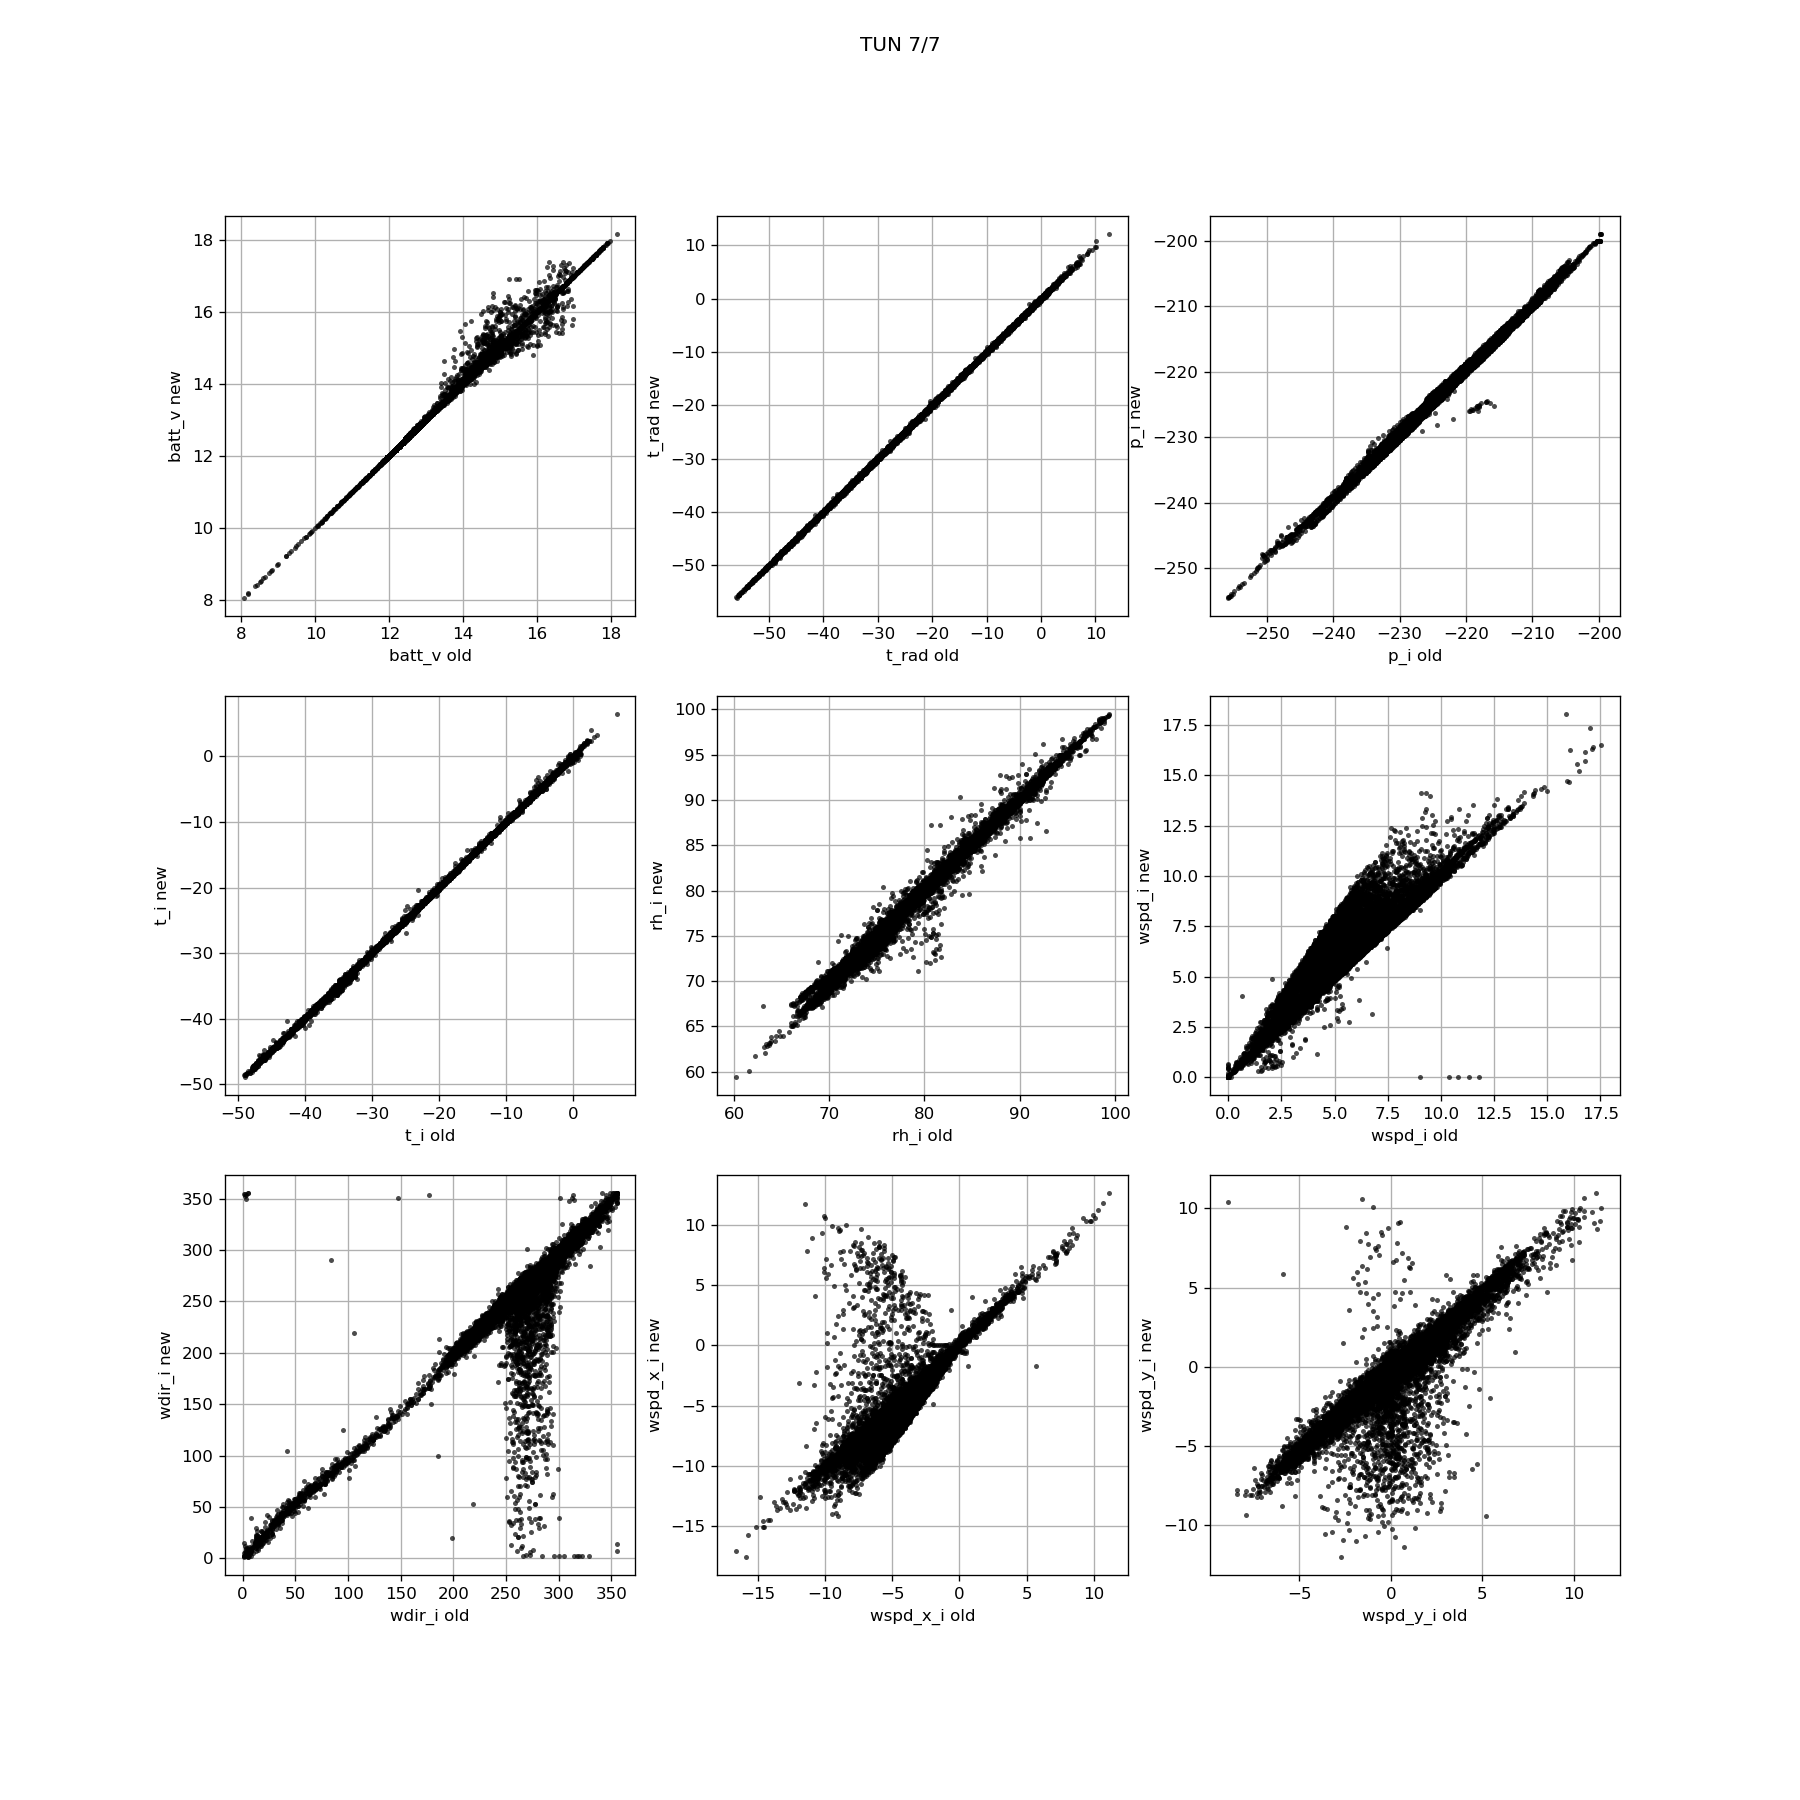 TUN 7/7
18
16
14
12
10
8
batt_v new
8 10 12 14 16 18
batt_v old
10
0
−10
−20
−30
−40
−50
t_rad new
−50 −40 −30 −20 −10 0 10
t_rad old
−200
−210
−220
−230
−240
−250
p_i new
−250 −240 −230 −220 −210 −200
p_i old
0
−10
−20
−30
−40
−50
t_i new
−50 −40 −30 −20 −10 0
t_i old
100
95
90
85
80
75
70
65
60
rh_i new
60 70 80 90 100
rh_i old
17.5
15.0
12.5
10.0
7.5
5.0
2.5
0.0
wspd_i new
0.0 2.5 5.0 7.5 10.0 12.5 15.0 17.5
wspd_i old
350
300
250
200
150
100
50
0
wdir_i new
0 50 100 150 200 250 300 350
wdir_i old
10
5
0
−5
−10
−15
wspd_x_i new
−15 −10 −5 0 5 10
wspd_x_i old
10
5
0
−5
−10
wspd_y_i new
−5 0 5 10
wspd_y_i old